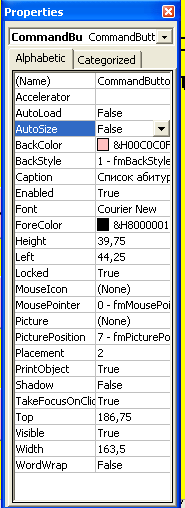 Properties
CommandBu CommandButt
Alphabetic Categorized
(Name) CommandButto
Accelerator
AutoLoad False
AutoSize False
BackColor &H00C0C0F
BackStyle 1 - fmBackStyle
Caption Список абитур
Enabled True
Font Courier New
ForeColor &H8000001
Height 39,75
Left 44,25
Locked True
MouseIcon (None)
MousePointer 0 - fmMousePo
Picture (None)
PicturePosition 7 - fmPicturePo
Placement 2
PrintObject True
Shadow False
TakeFocusOnClic True
Top 186,75
Visible True
Width 163,5
WordWrap False